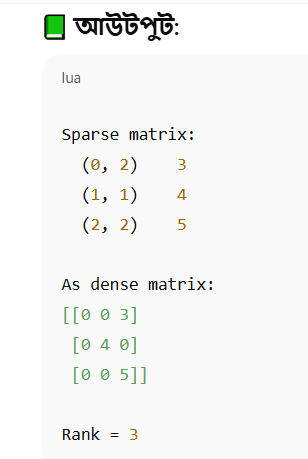 📗 আউটপুট:
lua
Sparse matrix:
(0, 2) 3
(1, 1) 4
(2, 2) 5
As dense matrix:
[[0 0 3]
[0 4 0]
[0 0 5]]
Rank = 3